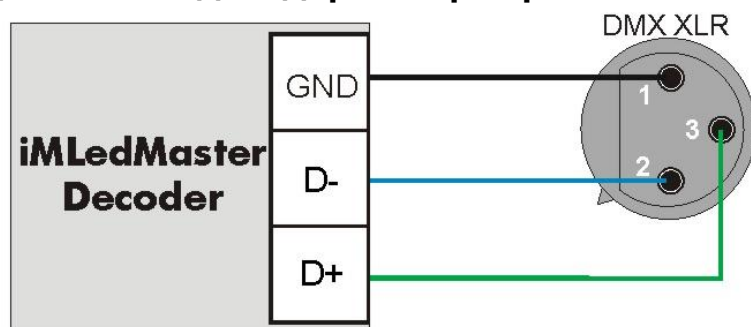 DMX XLR
GND
1
iMLedMaster
Decoder
3
D-
2
D+